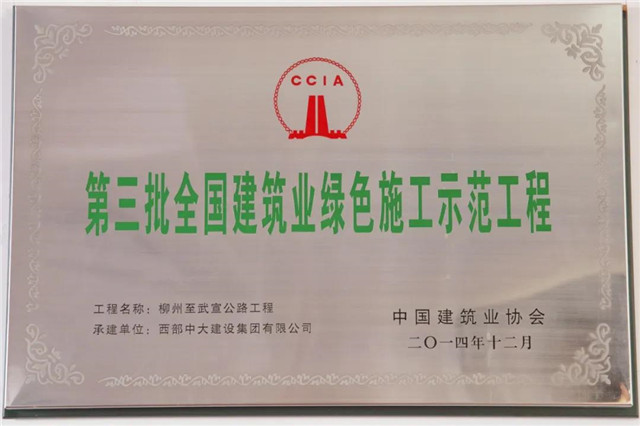 CCIA
第三批全国建筑业绿色施工示范工程
工程名称：柳州至武宣公路工程
承建单位：西部中大建设集团有限公司
中国建筑业协会
二〇一四年十二月